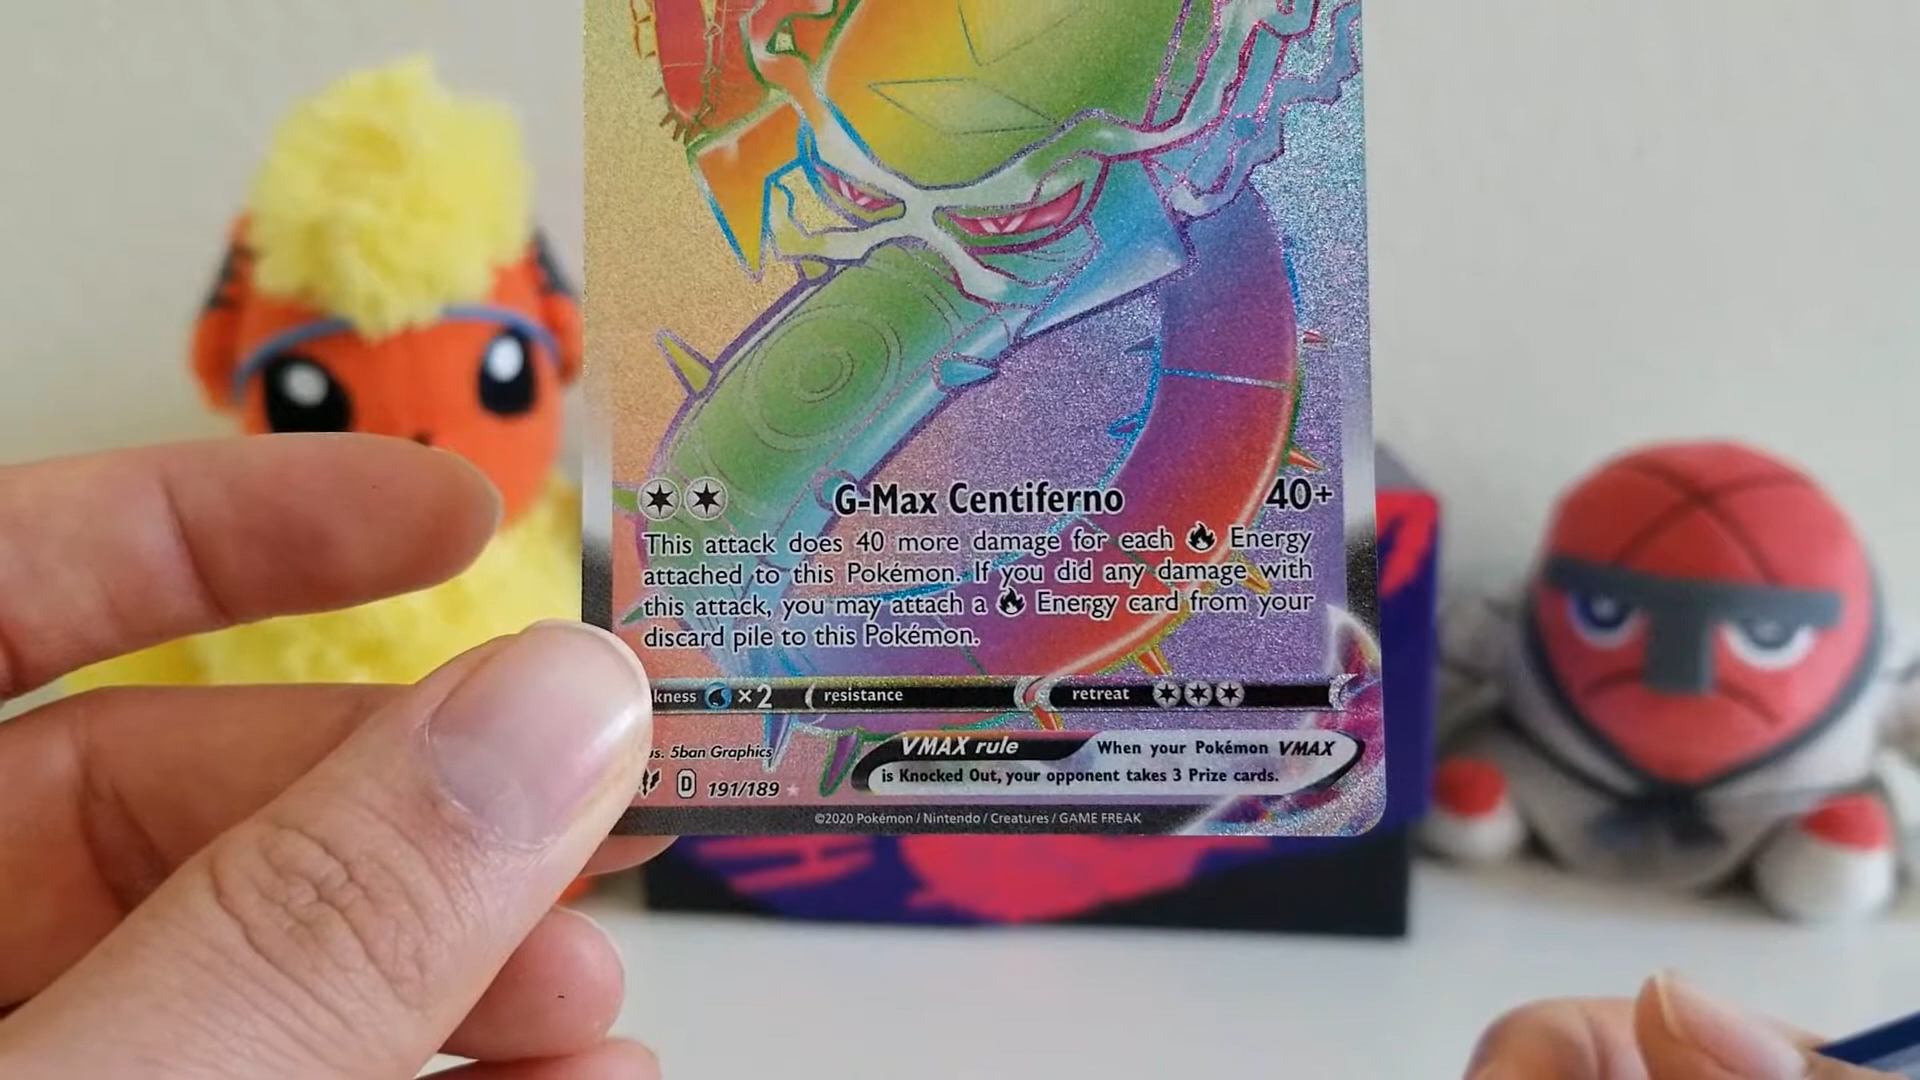 G-Max Centiferno 40+
This attack does 40 more damage for each Energy
attached to this Pokémon. If you did any damage with
this attack, you may attach a Energy card from your
discard pile to this Pokémon.
kness ×2 resistance retreat
us. 5ban Graphics
VMAX rule When your Pokémon VMAX
is Knocked Out, your opponent takes 3 Prize cards.
D 191/189
©2020 Pokémon / Nintendo / Creatures / GAME FREAK